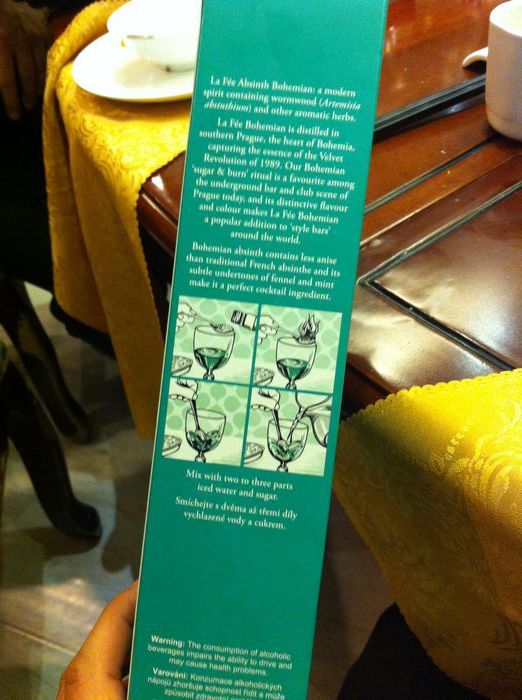 La Fée Absinth Bohemian: a modern
spirit containing wormwood (Artemisia
absinthium) and other aromatic herbs.
La Fée Bohemian is distilled in
southern Prague, the heart of Bohemia,
capturing the essence of the Velvet
Revolution of 1989. Our Bohemian
'sugar & burn' ritual is a favourite among
the underground bar and club scene of
Prague today, and its distinctive flavour
and colour makes La Fée Bohemian
a popular addition to 'style bars'
around the world.
Bohemian absinth contains less anise
than traditional French absinthe and its
subtle undertones of fennel and mint
make it a perfect cocktail ingredient.
Mix with two to three parts
iced water and sugar.
Smíchejte s dvěma až třemi díly
vychlazené vody a cukrem.
Warning: The consumption of alcoholic
beverages impairs the ability to drive and
may cause health problems.
Varování: Konzumace alkoholických
nápojů zhoršuje schopnost řídit a může
způsobit zdravotní